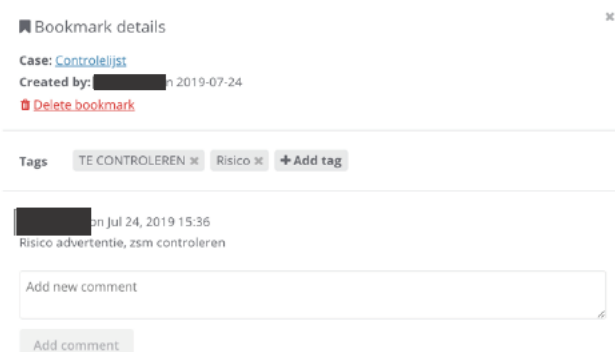 Bookmark details
Case: Controlelijst
Created by: n 2019-07-24
Delete bookmark
Tags TE CONTROLEREN × Risico × + Add tag
on Jul 24, 2019 15:36
Risico advertentie, zsm controleren
Add new comment
Add comment